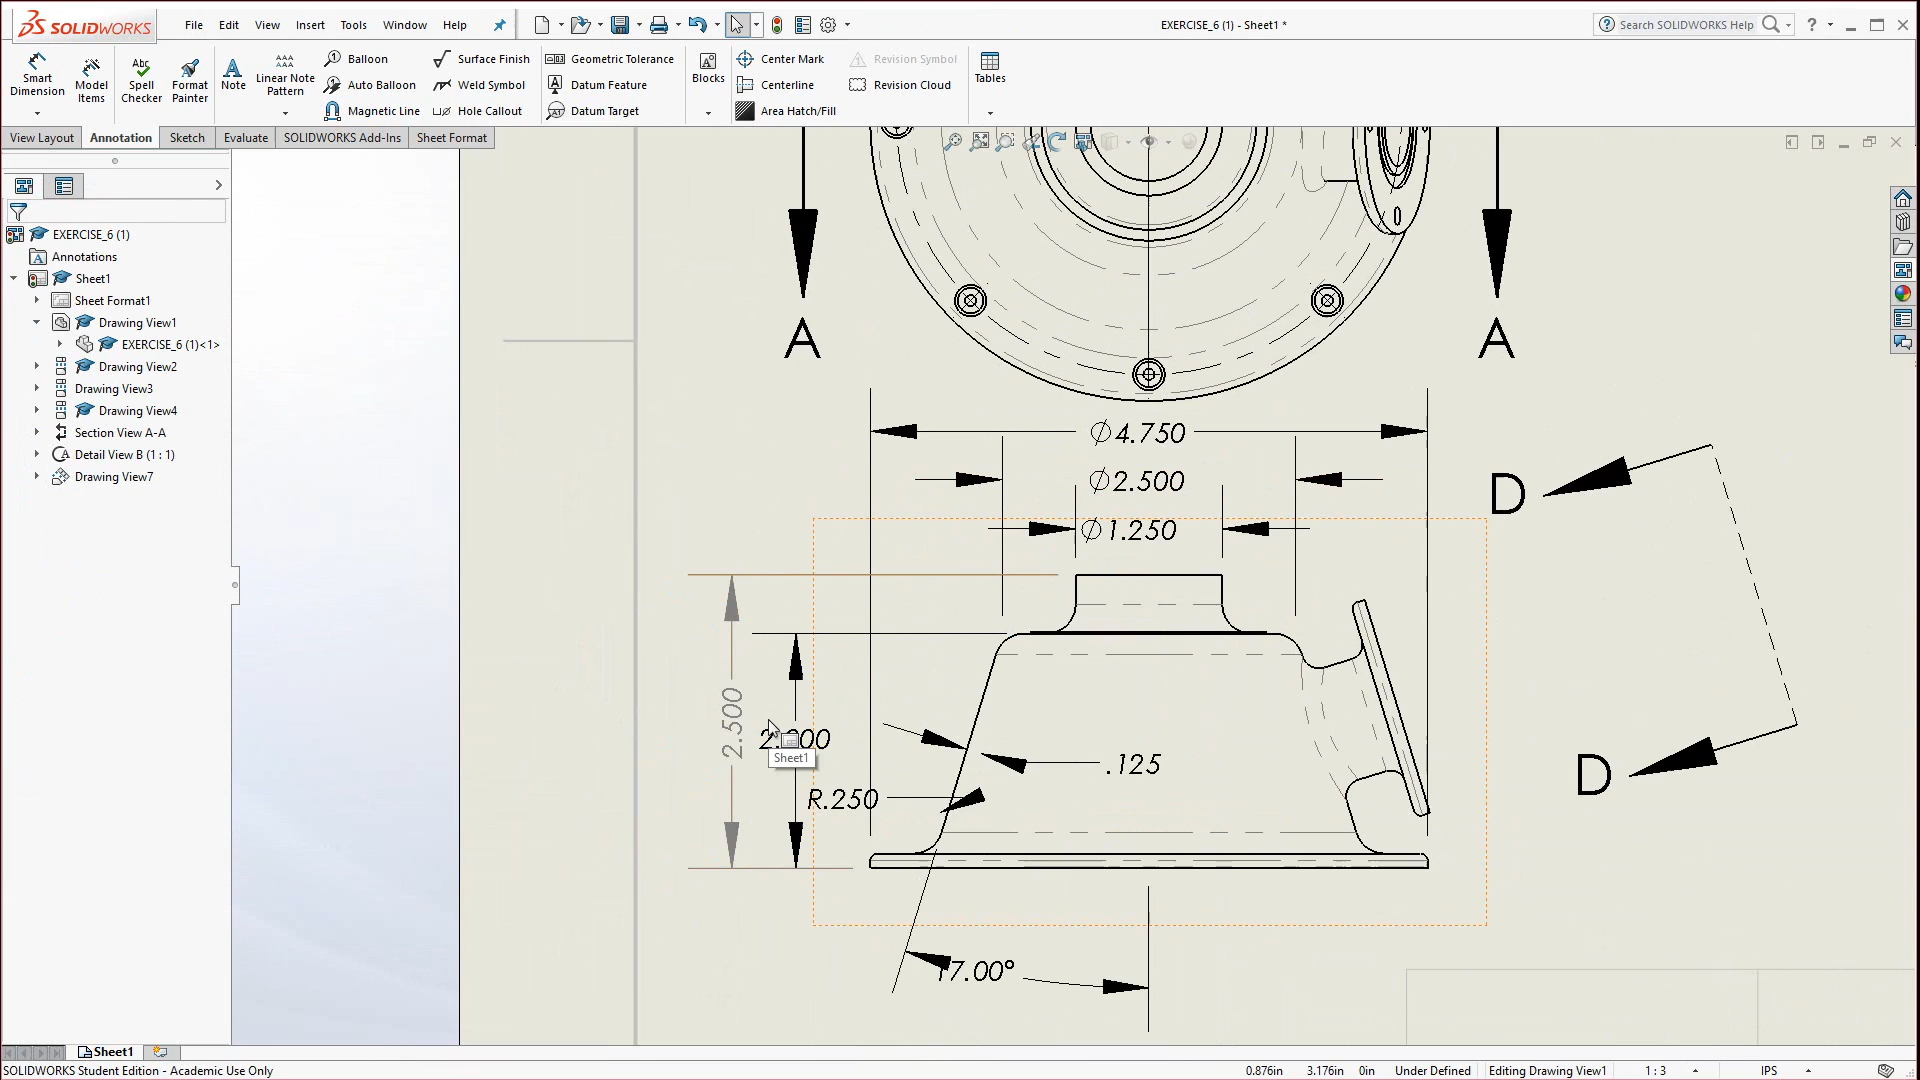 SOLIDWORKS
File Edit View Insert Tools Window Help
EXERCISE_6 (1) - Sheet1 *
Search SOLIDWORKS Help
?
Smart Dimension
Model Items
Spell Checker
Format Painter
Note
Linear Note Pattern
Balloon
Auto Balloon
Magnetic Line
Surface Finish
Weld Symbol
Hole Callout
Geometric Tolerance
Datum Feature
Datum Target
Blocks
Center Mark
Centerline
Area Hatch/Fill
Revision Symbol
Revision Cloud
Tables
View Layout Annotation Sketch Evaluate SOLIDWORKS Add-Ins Sheet Format
EXERCISE_6 (1)
Annotations
Sheet1
Sheet Format1
Drawing View1
EXERCISE_6 (1)<1>
Drawing View2
Drawing View3
Drawing View4
Section View A-A
Detail View B (1 : 1)
Drawing View7
A A
∅4.750
∅2.500
∅1.250
D
D
2.500
Sheet1
.125
R.250
17.00°
Sheet1
SOLIDWORKS Student Edition - Academic Use Only
0.876in 3.176in 0in Under Defined Editing Drawing View1 1 : 3 IPS